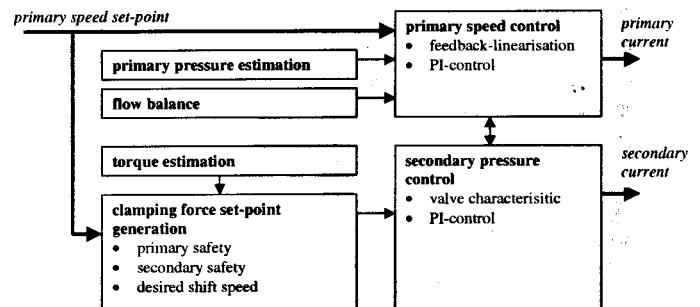 primary speed set-point
primary speed control
• feedback-linearisation
• PI-control
primary
current
primary pressure estimation
flow balance
torque estimation
secondary pressure
control
• valve characterisitic
• PI-control
secondary
current
clamping force set-point
generation
• primary safety
• secondary safety
• desired shift speed